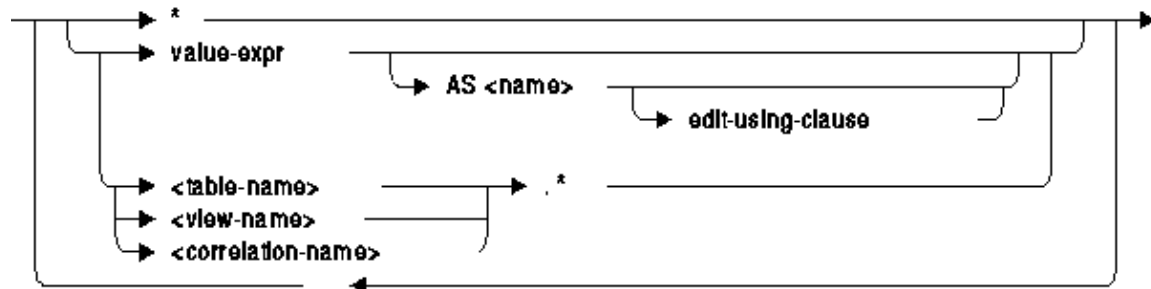 *
value-expr
AS <name>
edit-using-clause
<table-name> . *
<view-name>
<correlation-name>